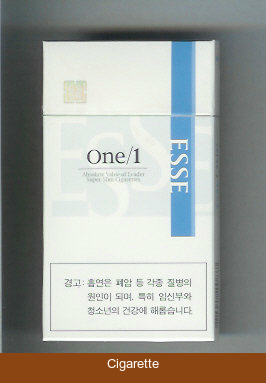 One/1
Absolute Value of Leader
Super Slim Cigarettes
ESSE
경고: 흡연은 폐암 등 각종 질병의
원인이 되며, 특히 임신부와
청소년의 건강에 해롭습니다.
Cigarette